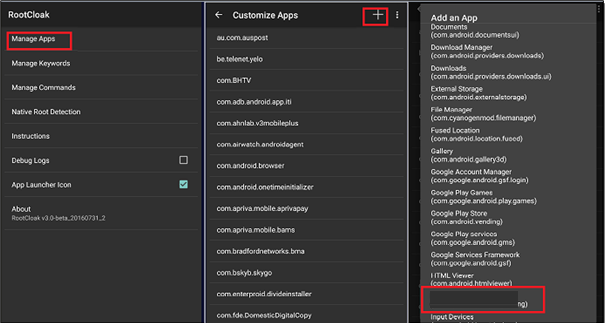 RootCloak
Manage Apps
Manage Keywords
Manage Commands
Native Root Detection
Instructions
Debug Logs
App Launcher Icon
About
RootCloak v3.0-beta_20160731_2
Customize Apps
au.com.auspost
be.telenet.yelo
com.BHTV
com.adb.android.app.iti
com.ahnlab.v3mobileplus
com.airwatch.androidagent
com.android.browser
com.android.onetimeinitializer
com.apriva.mobile.aprivapay
com.apriva.mobile.bams
com.bradfordnetworks.bma
com.bskyb.skygo
com.enterproid.divideinstaller
com.fde.DomesticDigitalCopy
Add an App
Documents
(com.android.documentsui)
Download Manager
(com.android.providers.downloads)
Downloads
(com.android.providers.downloads.ui)
External Storage
(com.android.externalstorage)
File Manager
(com.cyanogenmod.filemanager)
Fused Location
(com.android.location.fused)
Gallery
(com.android.gallery3d)
Google Account Manager
(com.google.android.gsf.login)
Google Play Games
(com.google.android.play.games)
Google Play Store
(com.android.vending)
Google Play services
(com.google.android.gms)
Google Services Framework
(com.google.android.gsf)
HTML Viewer
(com.android.htmlviewer)
ng)
Input Devices